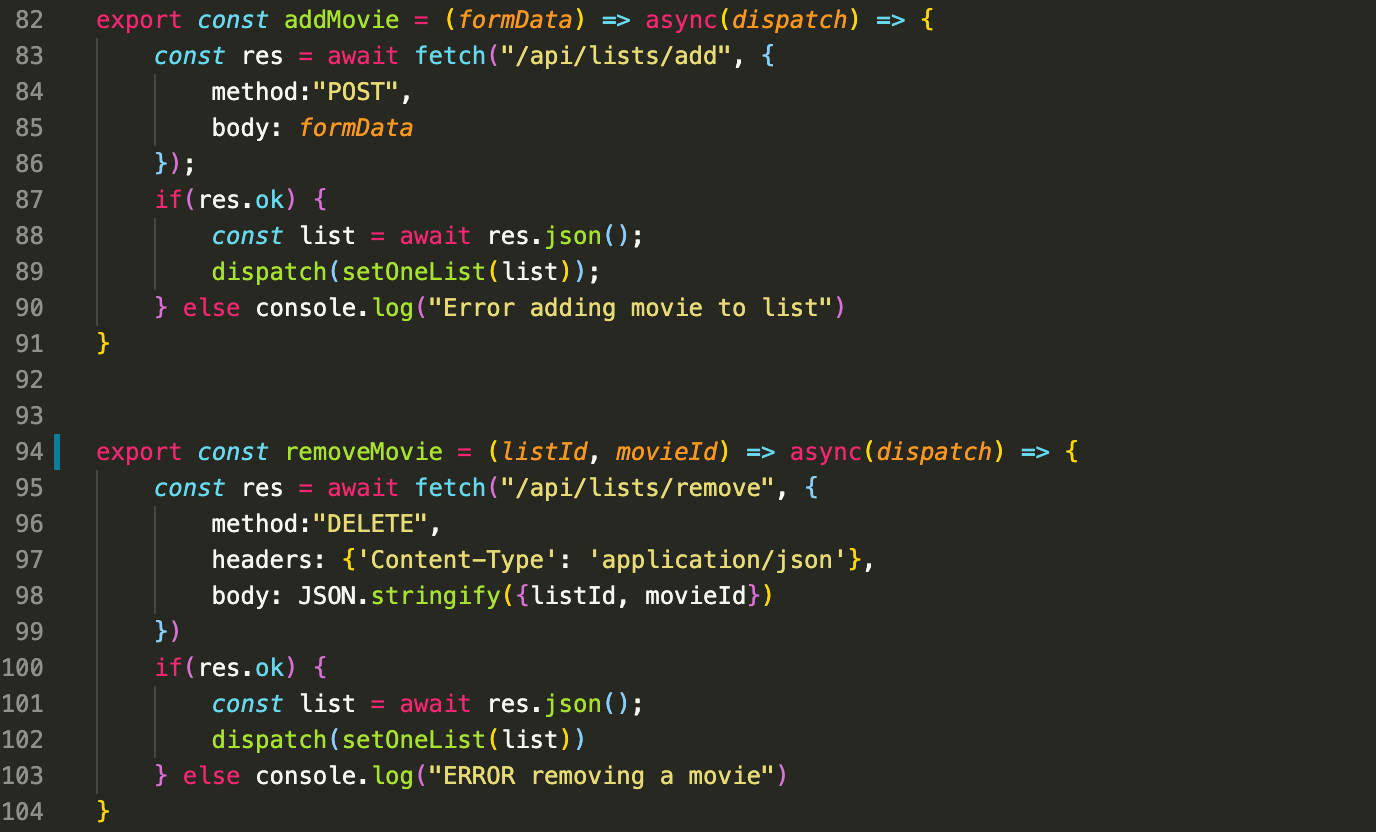 82 export const addMovie = (formData) => async(dispatch) => {
83     const res = await fetch("/api/lists/add", {
84         method:"POST",
85         body: formData
86     });
87     if(res.ok) {
88         const list = await res.json();
89         dispatch(setOneList(list));
90     } else console.log("Error adding movie to list")
91 }
92
93
94 export const removeMovie = (listId, movieId) => async(dispatch) => {
95     const res = await fetch("/api/lists/remove", {
96         method:"DELETE",
97         headers: {'Content-Type': 'application/json'},
98         body: JSON.stringify({listId, movieId})
99     })
100     if(res.ok) {
101         const list = await res.json();
102         dispatch(setOneList(list))
103     } else console.log("ERROR removing a movie")
104 }